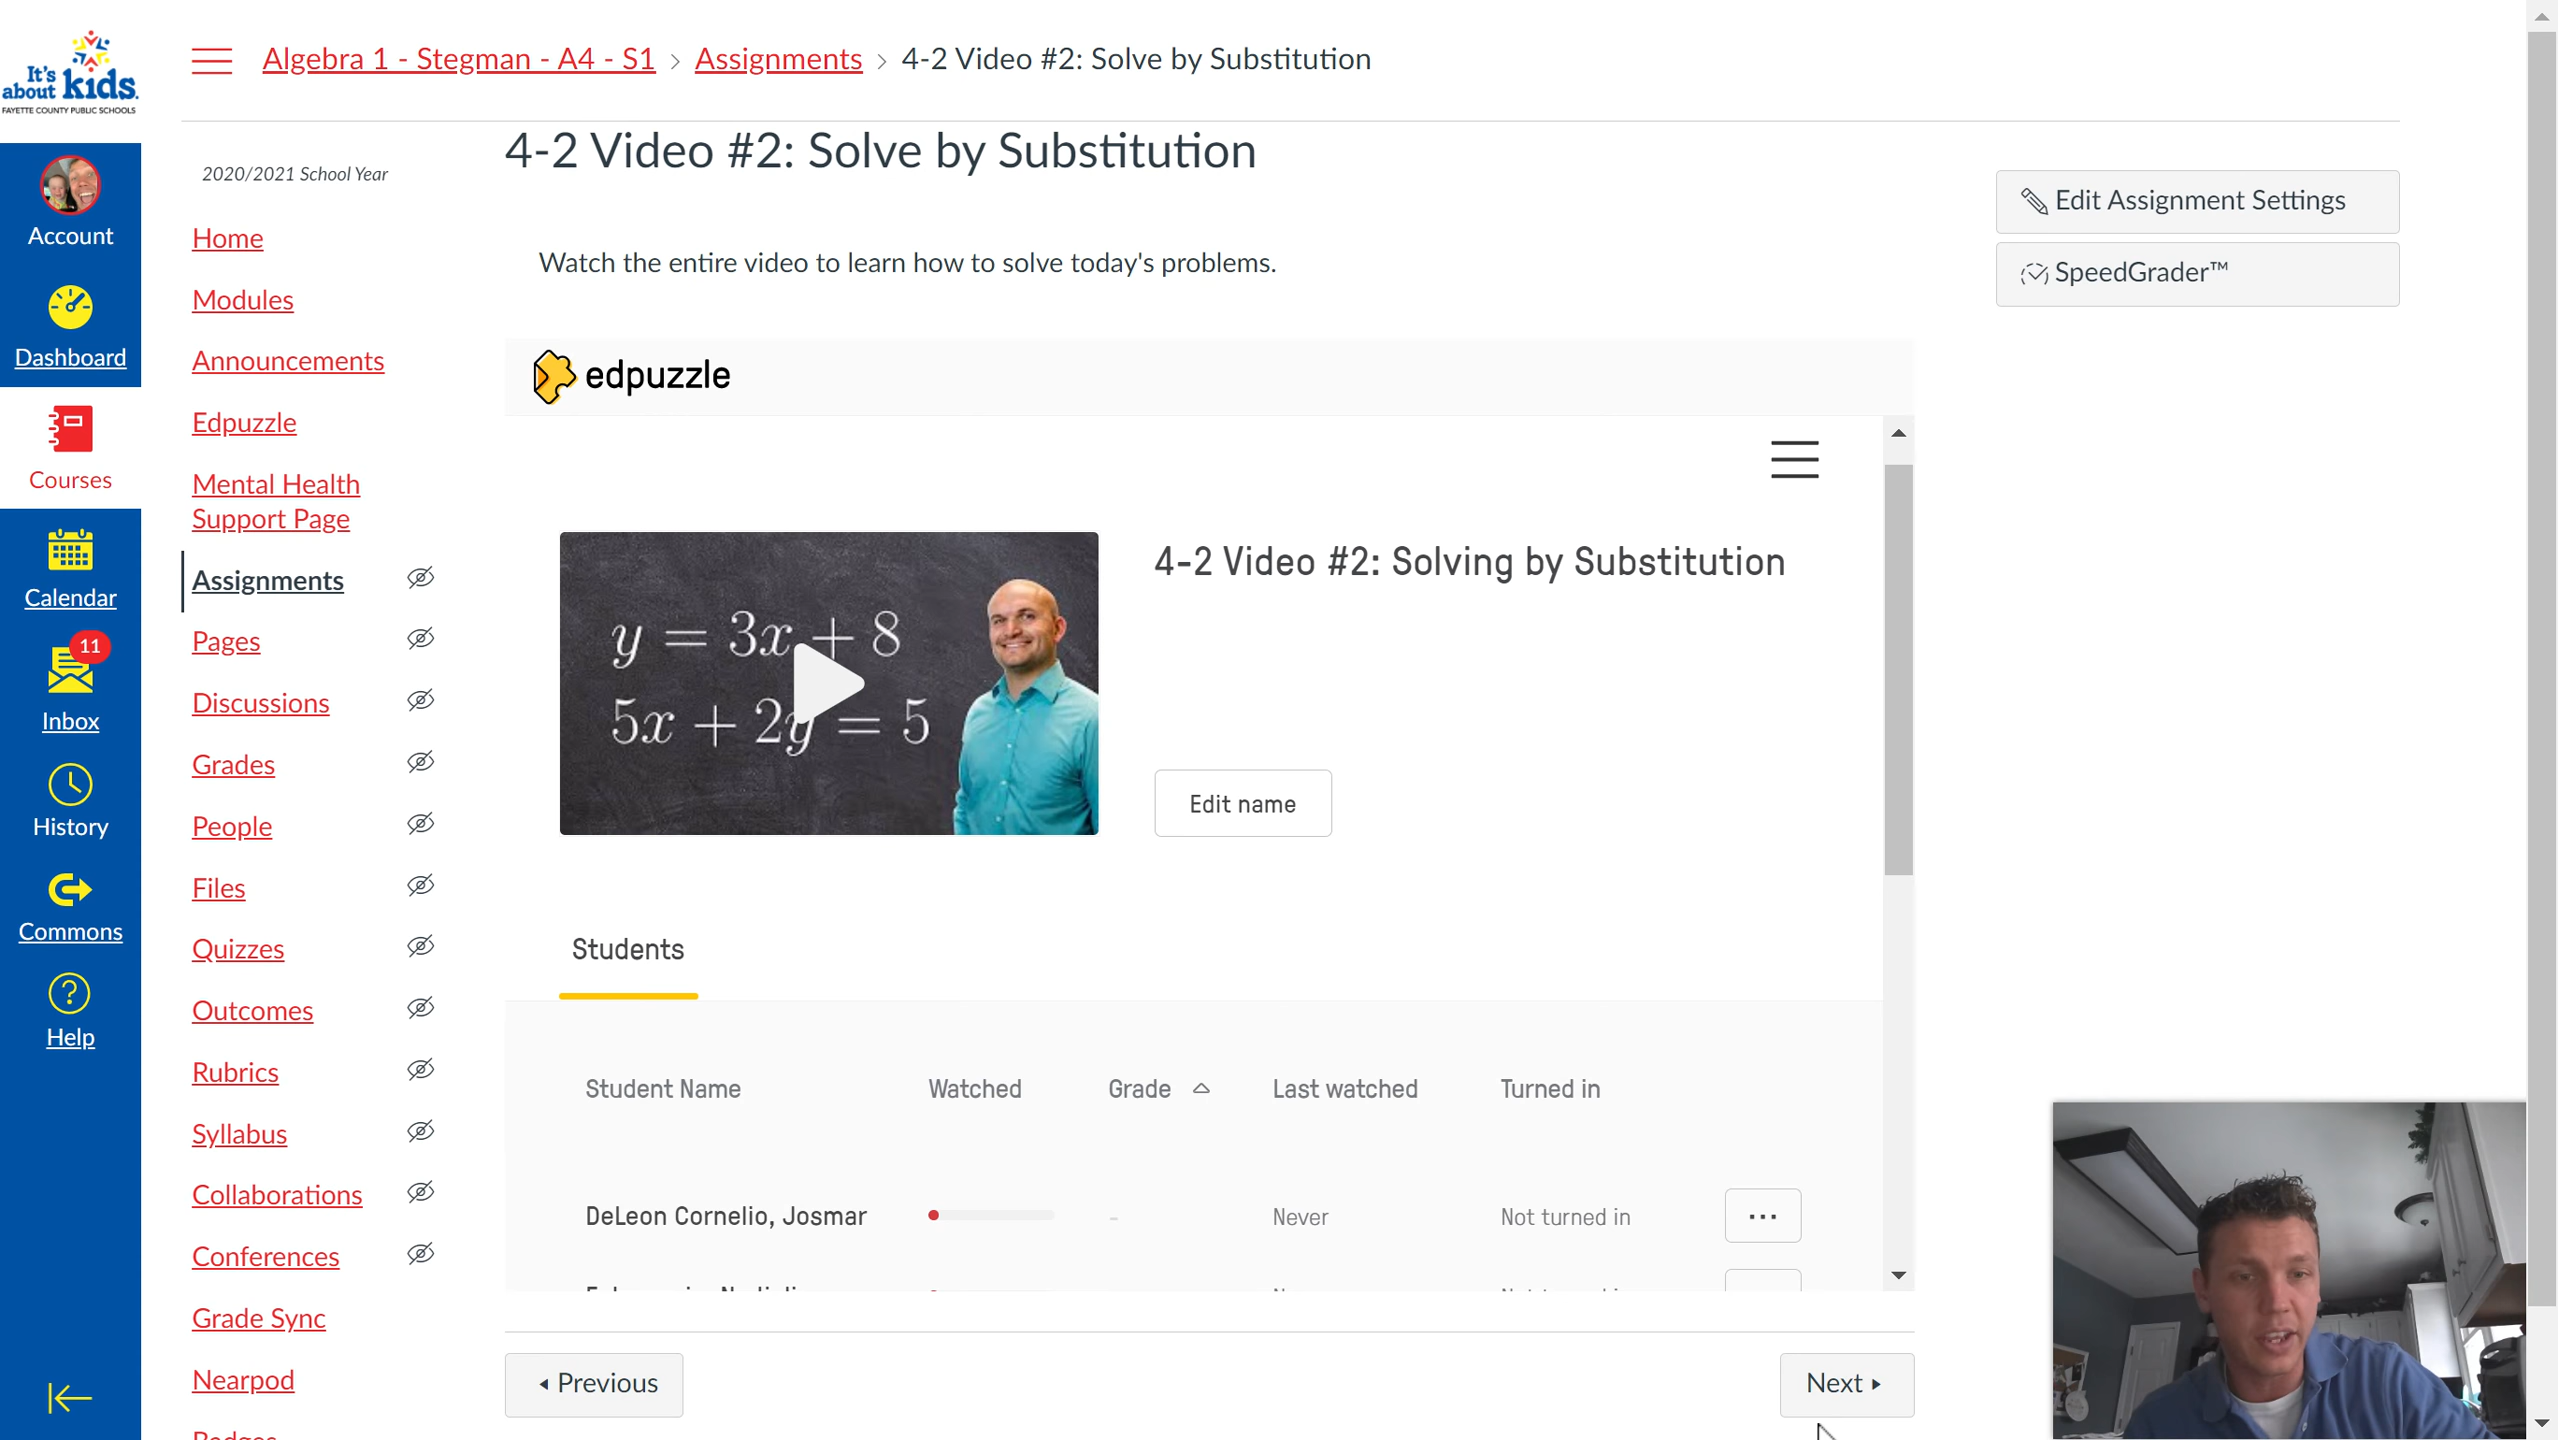 It's
about kids.
FAYETTE COUNTY PUBLIC SCHOOLS
Algebra 1 - Stegman - A4 - S1 > Assignments > 4-2 Video #2: Solve by Substitution
Account
Dashboard
Courses
Calendar
11
Inbox
History
Commons
Help
2020/2021 School Year
Home
Modules
Announcements
Edpuzzle
Mental Health
Support Page
Assignments
Pages
Discussions
Grades
People
Files
Quizzes
Outcomes
Rubrics
Syllabus
Collaborations
Conferences
Grade Sync
Nearpod
4-2 Video #2: Solve by Substitution
Watch the entire video to learn how to solve today's problems.
edpuzzle
y = 3x + 8
5x + 2y = 5
4-2 Video #2: Solving by Substitution
Edit name
Students
Student Name Watched Grade Last watched Turned in
DeLeon Cornelio, Josmar - Never Not turned in
Previous
Next
Edit Assignment Settings
SpeedGrader™